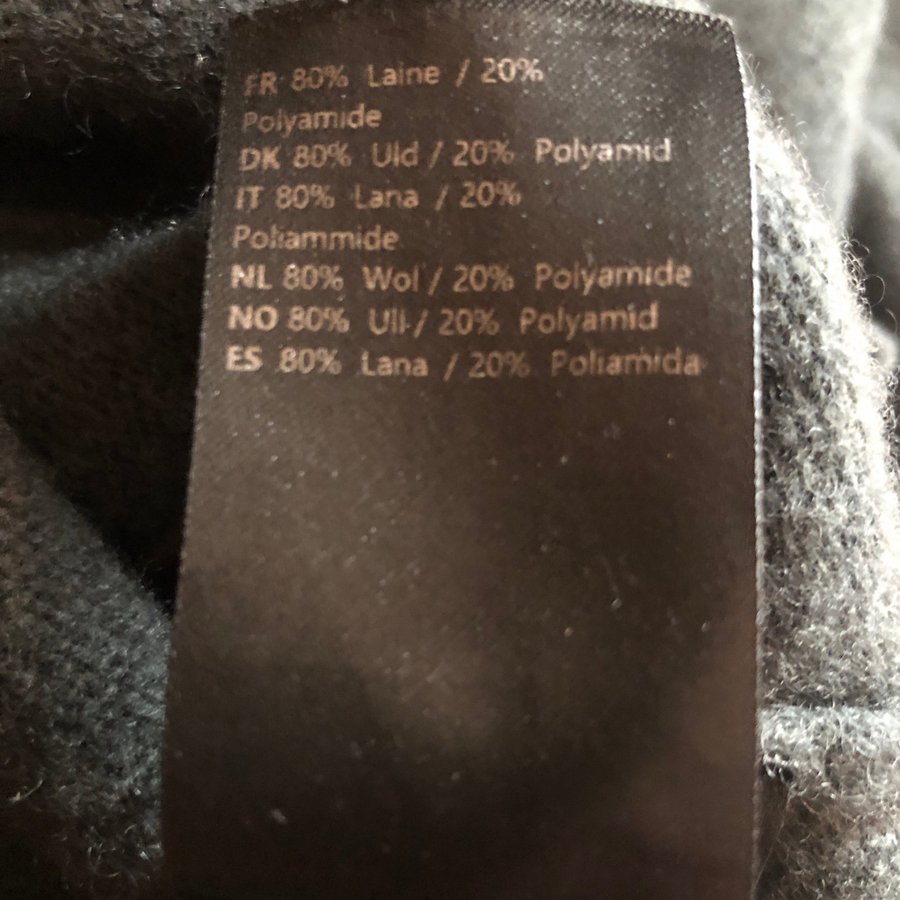 FR 80% Laine / 20%
Polyamide
DK 80% Uld / 20% Polyamid
IT 80% Lana / 20%
Poliammide
NL 80% Wol / 20% Polyamide
NO 80% Ull / 20% Polyamid
ES 80% Lana / 20% Poliamida